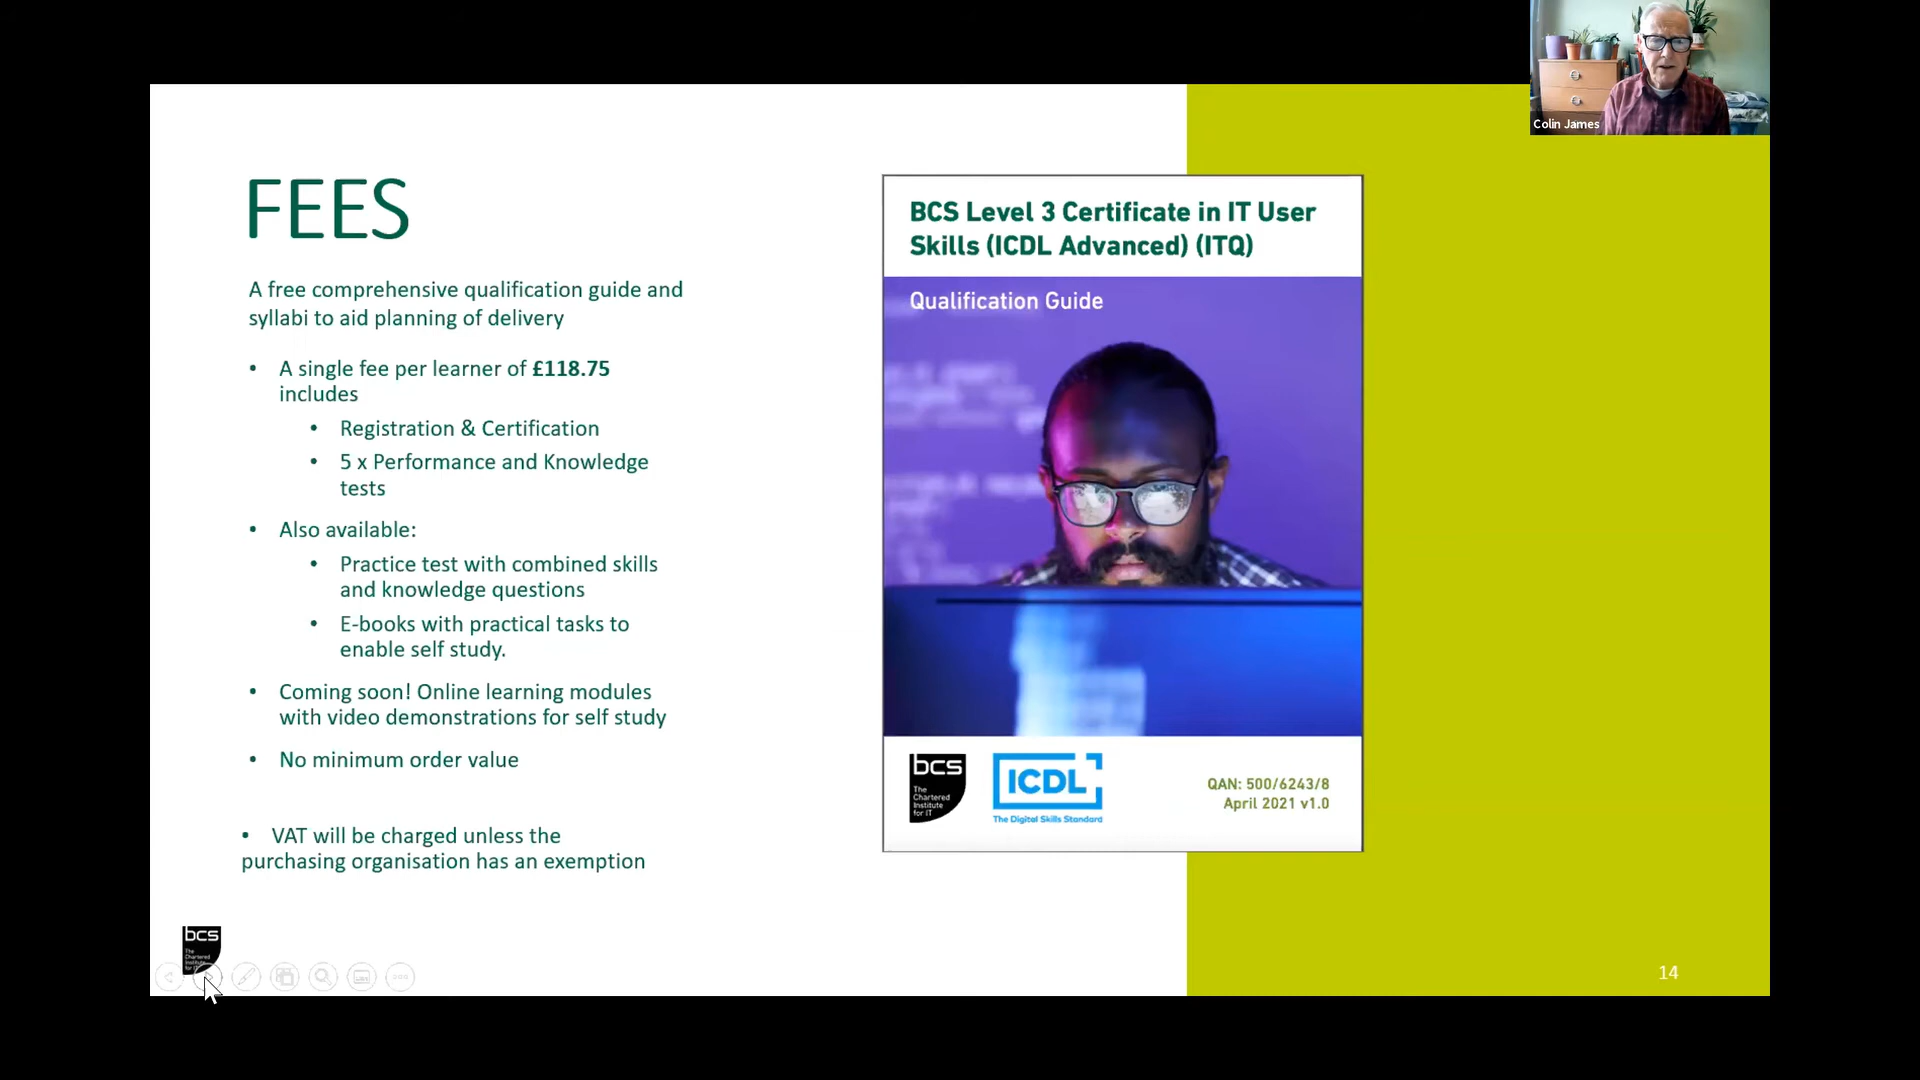 Colin James
FEES
A free comprehensive qualification guide and
syllabi to aid planning of delivery
• A single fee per learner of £118.75
includes
• Registration & Certification
• 5 x Performance and Knowledge
tests
• Also available:
• Practice test with combined skills
and knowledge questions
• E-books with practical tasks to
enable self study.
• Coming soon! Online learning modules
with video demonstrations for self study
• No minimum order value
• VAT will be charged unless the
purchasing organisation has an exemption
BCS Level 3 Certificate in IT User
Skills (ICDL Advanced) (ITQ)
Qualification Guide
bcs
The
Chartered
Institute
for IT
ICDL
The Digital Skills Standard
QAN: 500/6243/8
April 2021 v1.0
bcs
The
Chartered
Institute
14